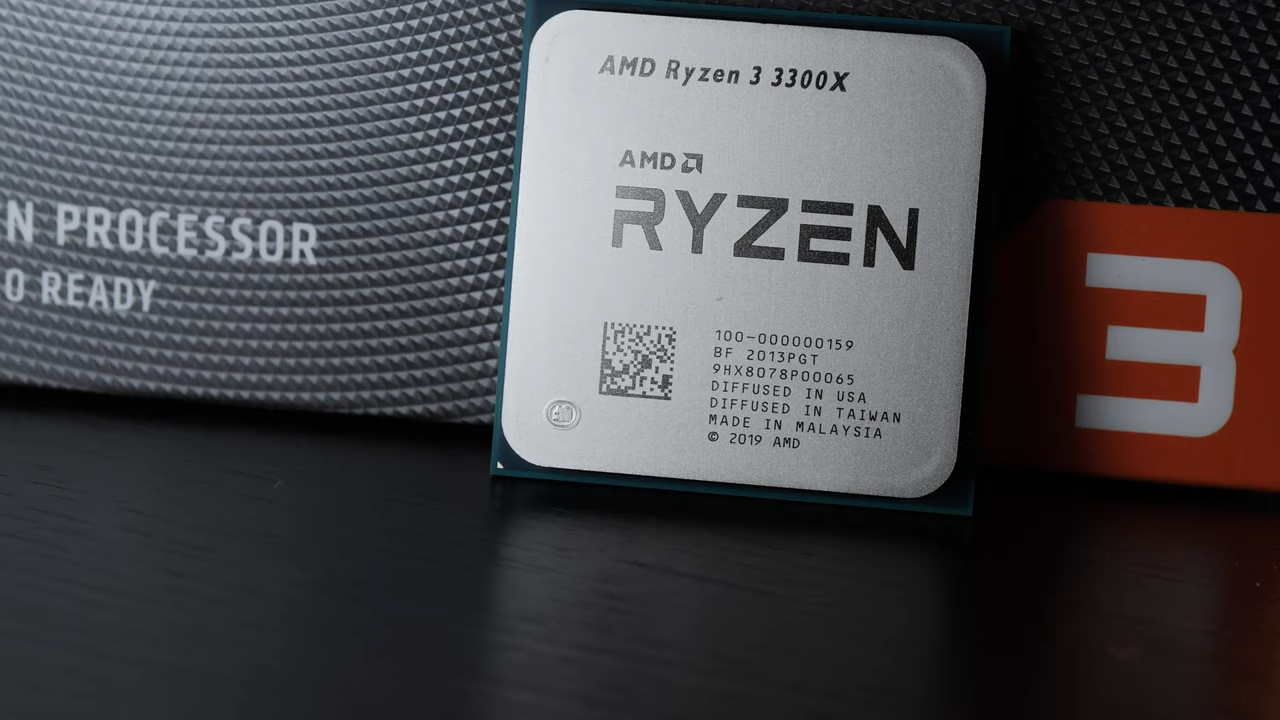 AMD Ryzen 3 3300X
AMD
RYZEN
100-000000159
BF 2013PGT
9HX8078P00065
DIFFUSED IN USA
DIFFUSED IN TAIWAN
MADE IN MALAYSIA
© 2019 AMD
N PROCESSOR
0 READY
3